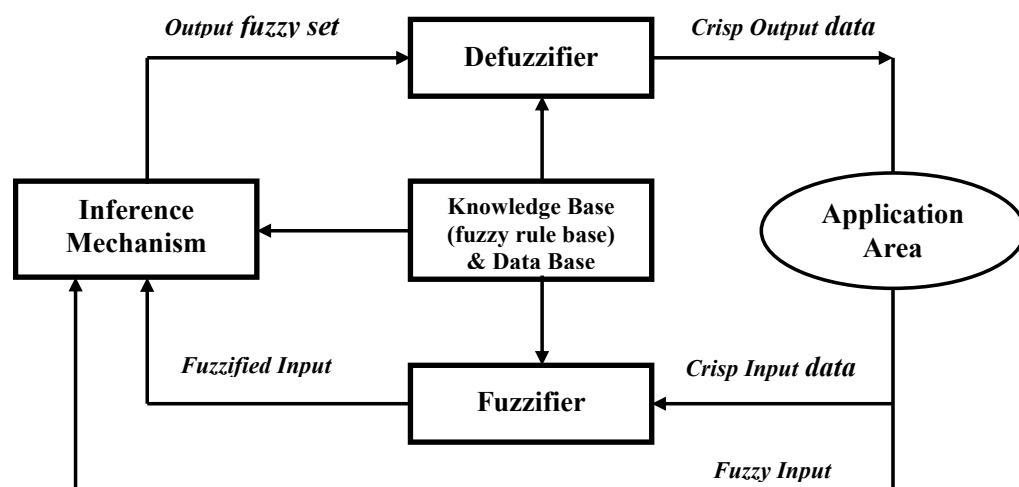 Output fuzzy set
Crisp Output data
Defuzzifier
Inference
Mechanism
Knowledge Base
(fuzzy rule base)
& Data Base
Application
Area
Fuzzified Input
Crisp Input data
Fuzzifier
Fuzzy Input